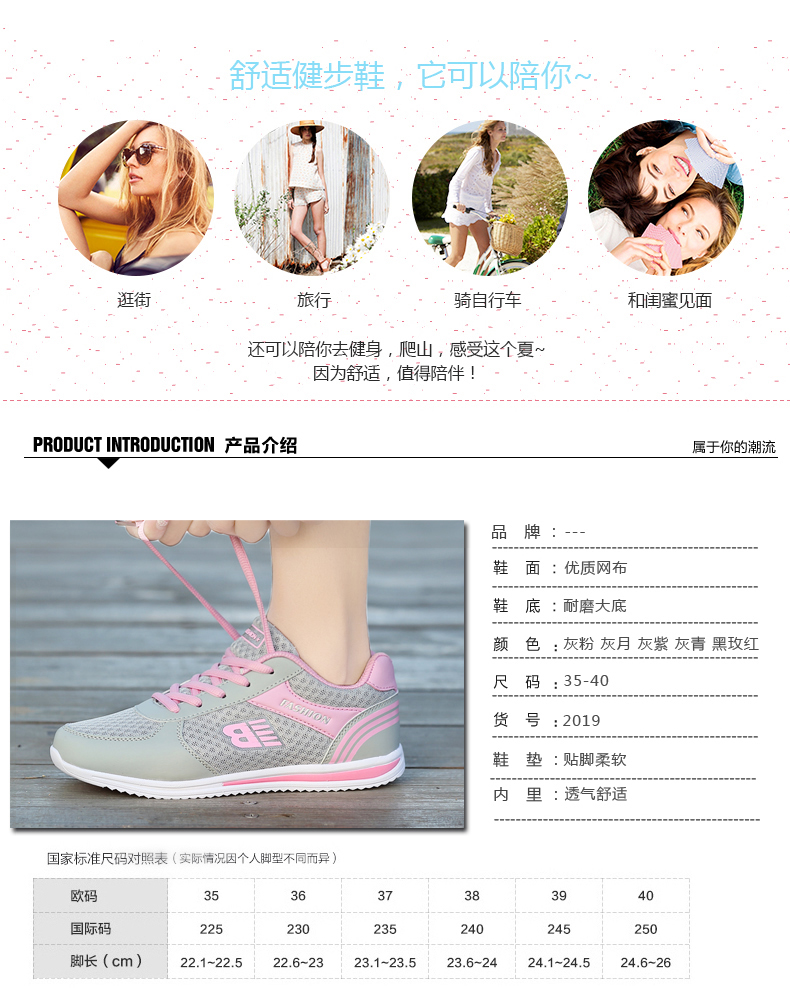 舒适健步鞋，它可以陪你~
逛街
旅行
骑自行车
和闺蜜见面
还可以陪你去健身，爬山，感受这个夏~
因为舒适，值得陪伴！
PRODUCT INTRODUCTION 产品介绍
属于你的潮流
品 牌 : ---
鞋 面 : 优质网布
鞋 底 : 耐磨大底
颜 色 : 灰粉 灰月 灰紫 灰青 黑玫红
尺 码 : 35-40
货 号 : 2019
鞋 垫 : 贴脚柔软
内 里 : 透气舒适
FASHION
B
国家标准尺码对照表（实际情况因个人脚型不同而异）
欧码 35 36 37 38 39 40
国际码 225 230 235 240 245 250
脚长（cm） 22.1~22.5 22.6~23 23.1~23.5 23.6~24 24.1~24.5 24.6~26